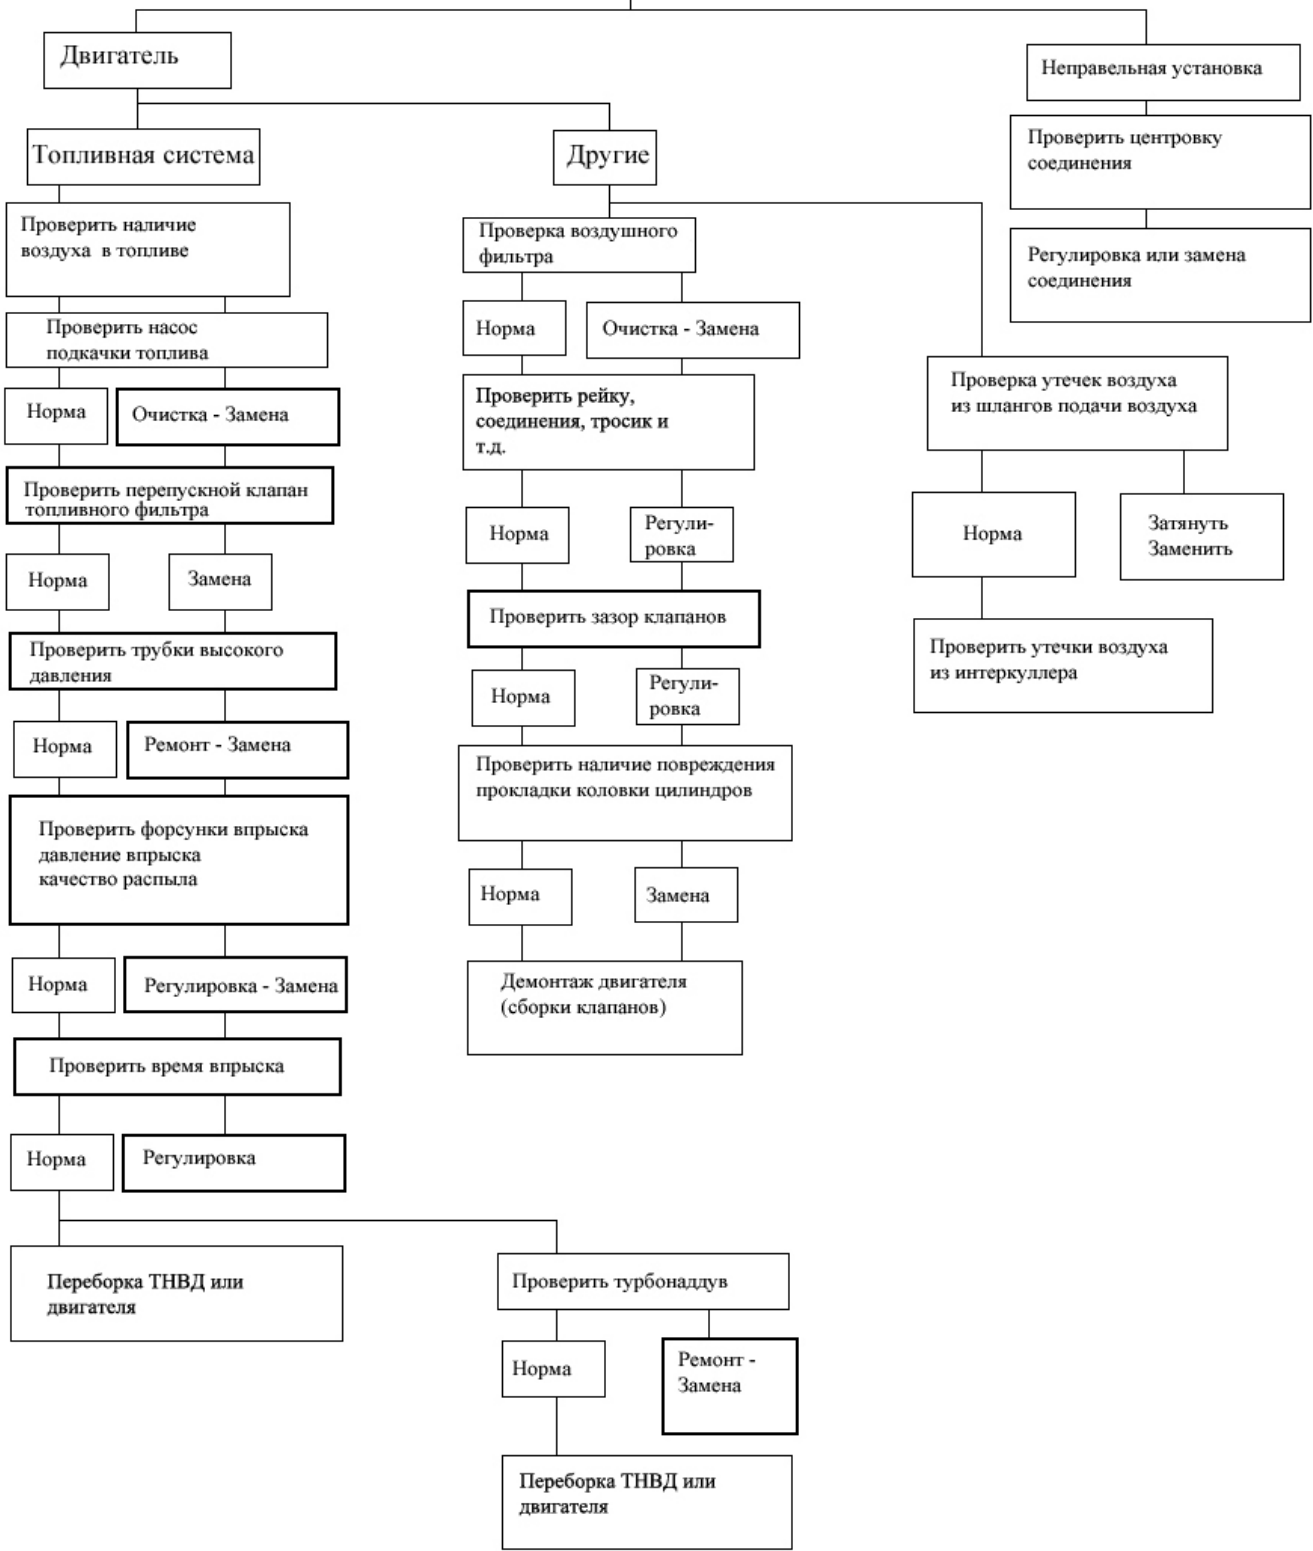 Двигатель
Неправельная установка
Проверить центровку
соединения
Регулировка или замена
соединения
Топливная система
Проверить наличие
воздуха в топливе
Проверить насос
подкачки топлива
Норма
Очистка - Замена
Проверить перепускной клапан
топливного фильтра
Норма
Замена
Проверить трубки высокого
давления
Норма
Ремонт - Замена
Проверить форсунки впрыска
давление впрыска
качество распыла
Норма
Регулировка - Замена
Проверить время впрыска
Норма
Регулировка
Переборка ТНВД или
двигателя
Проверить турбонаддув
Норма
Ремонт -
Замена
Переборка ТНВД или
двигателя
Другие
Проверка воздушного
фильтра
Норма
Очистка - Замена
Проверить рейку,
соединения, тросик и
т.д.
Норма
Регули-
ровка
Проверить зазор клапанов
Норма
Регули-
ровка
Проверить наличие повреждения
прокладки коловки цилиндров
Норма
Замена
Демонтаж двигателя
(сборки клапанов)
Проверка утечек воздуха
из шлангов подачи воздуха
Норма
Затянуть
Заменить
Проверить утечки воздуха
из интеркуллера